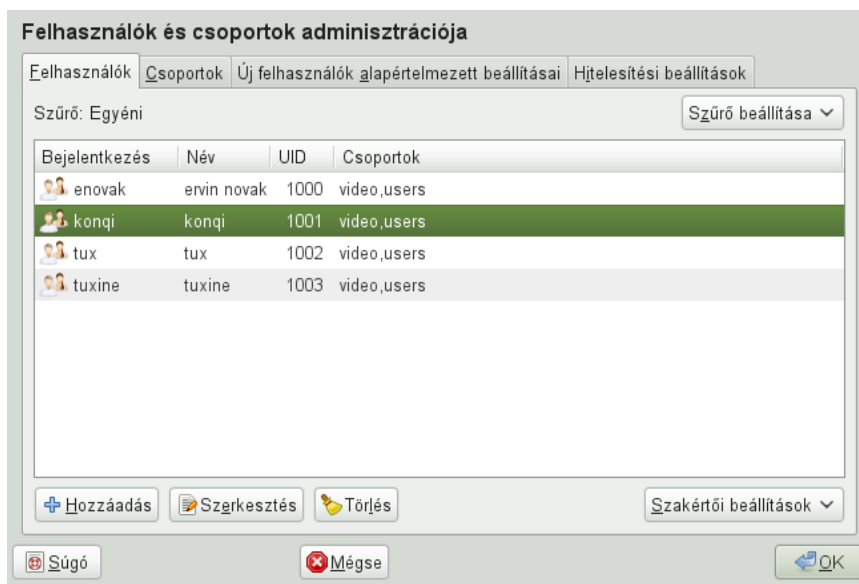 Felhasználók és csoportok adminisztrációja
Felhasználók Csoportok Új felhasználók alapértelmezett beállításai Hitelesítési beállítások
Szűrő: Egyéni Szűrő beállítása
Bejelentkezés Név UID Csoportok
enovak ervin novak 1000 video,users
konqi konqi 1001 video,users
tux tux 1002 video,users
tuxine tuxine 1003 video,users
Hozzáadás Szerkesztés Törlés Szakértői beállítások
Súgó Mégse OK